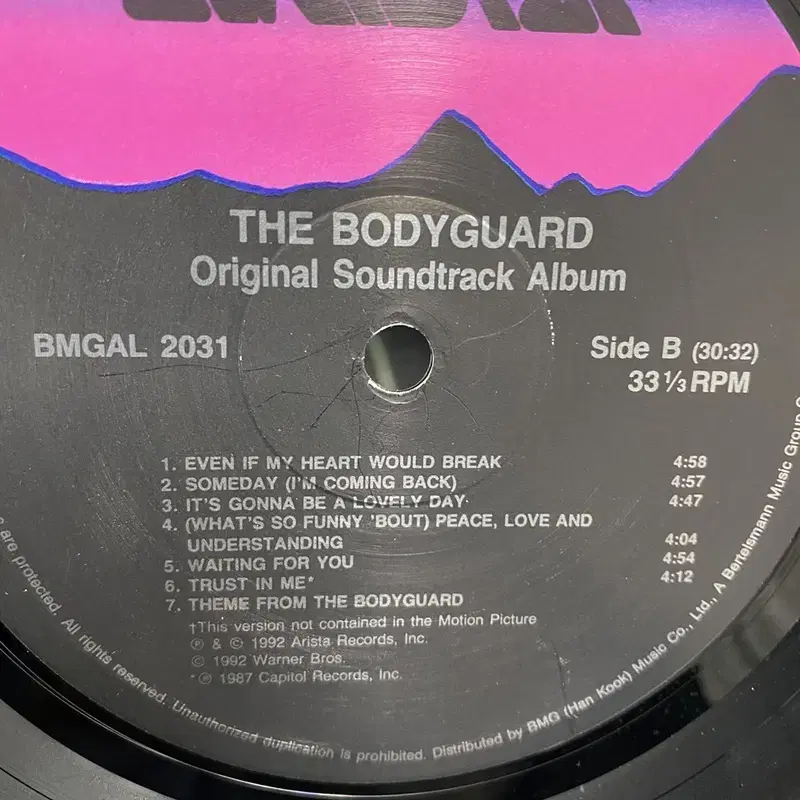 THE BODYGUARD
Original Soundtrack Album
BMGAL 2031
Side B (30:32)
33 1/3 RPM
1. EVEN IF MY HEART WOULD BREAK 4:58
2. SOMEDAY (I'M COMING BACK) 4:57
3. IT'S GONNA BE A LOVELY DAY 4:47
4. (WHAT'S SO FUNNY 'BOUT) PEACE, LOVE AND
UNDERSTANDING 4:04
5. WAITING FOR YOU 4:54
6. TRUST IN ME* 4:12
7. THEME FROM THE BODYGUARD
†This version not contained in the Motion Picture
℗ & © 1992 Arista Records, Inc.
© 1992 Warner Bros.
*℗ 1987 Capitol Records, Inc.
are protected. All rights reserved. Unauthorized duplication is prohibited. Distributed by BMG (Han Kook) Music Co., Ltd., A Bertelsmann Music Group